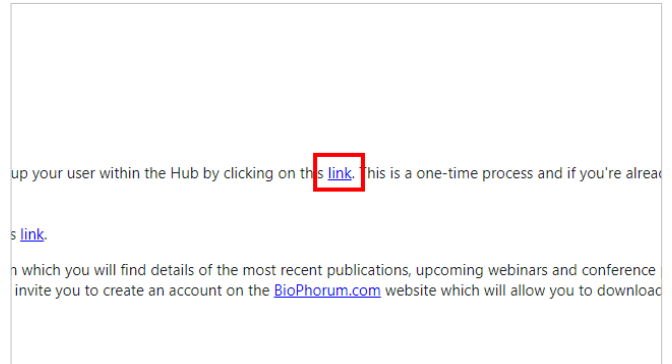 up your user within the Hub by clicking on this link. This is a one-time process and if you're alread
s link.
n which you will find details of the most recent publications, upcoming webinars and conference
invite you to create an account on the BioPhorum.com website which will allow you to download